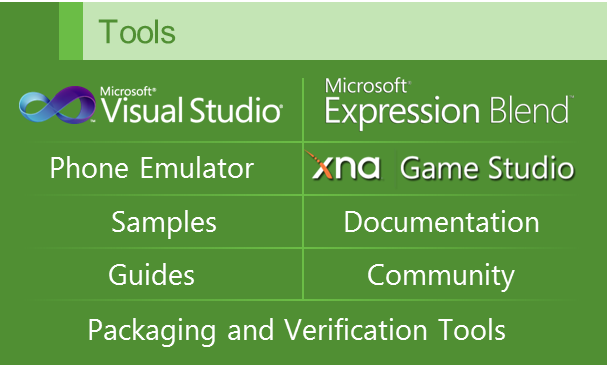 Tools
Microsoft®
Visual Studio®
Microsoft®
Expression Blend™
Phone Emulator
xna Game Studio
Samples
Documentation
Guides
Community
Packaging and Verification Tools